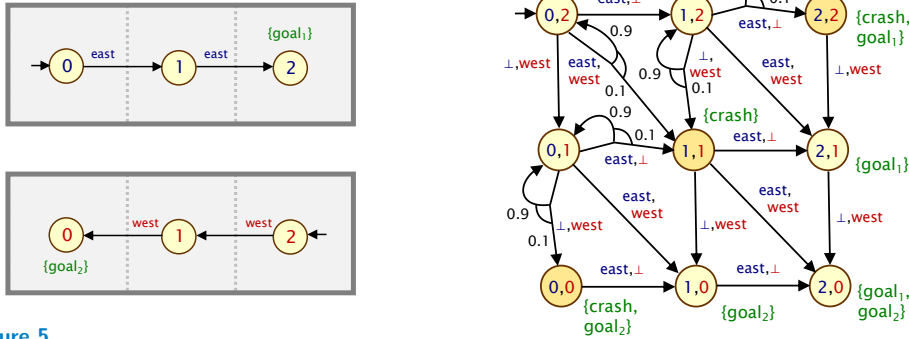 {goal₁}
0 east 1 east 2
0 west 1 west 2
{goal₂}
ure 5
east,⊥
0,2 1,2 0.1 2,2 {crash,
east,⊥ goal₁}
0.9
⊥,west east, west 0.9 ⊥, west east, west ⊥,west
0.1 0.1
{crash}
0.9
0.1
0,1 east,⊥ 1,1 east,⊥ 2,1 {goal₁}
0.9 ⊥,west east, west ⊥,west east, west ⊥,west
0.1
east,⊥ east,⊥
0,0 1,0 2,0 {goal₁,
{crash, {goal₂} goal₂}
goal₂}